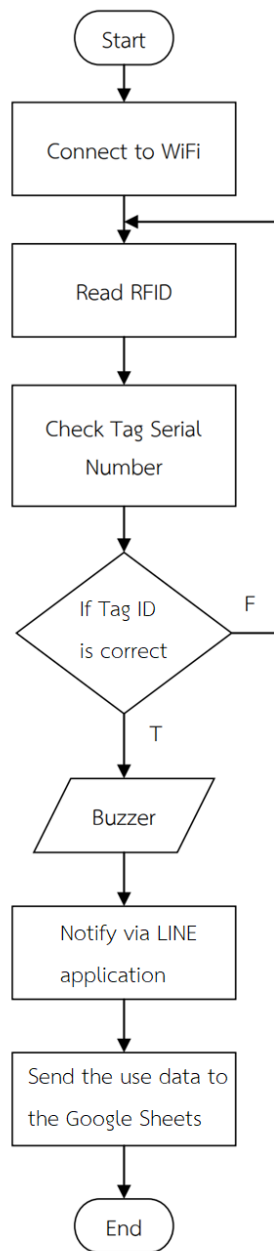 Start
Connect to WiFi
Read RFID
Check Tag Serial
Number
If Tag ID
is correct
F
T
Buzzer
Notify via LINE
application
Send the use data to
the Google Sheets
End